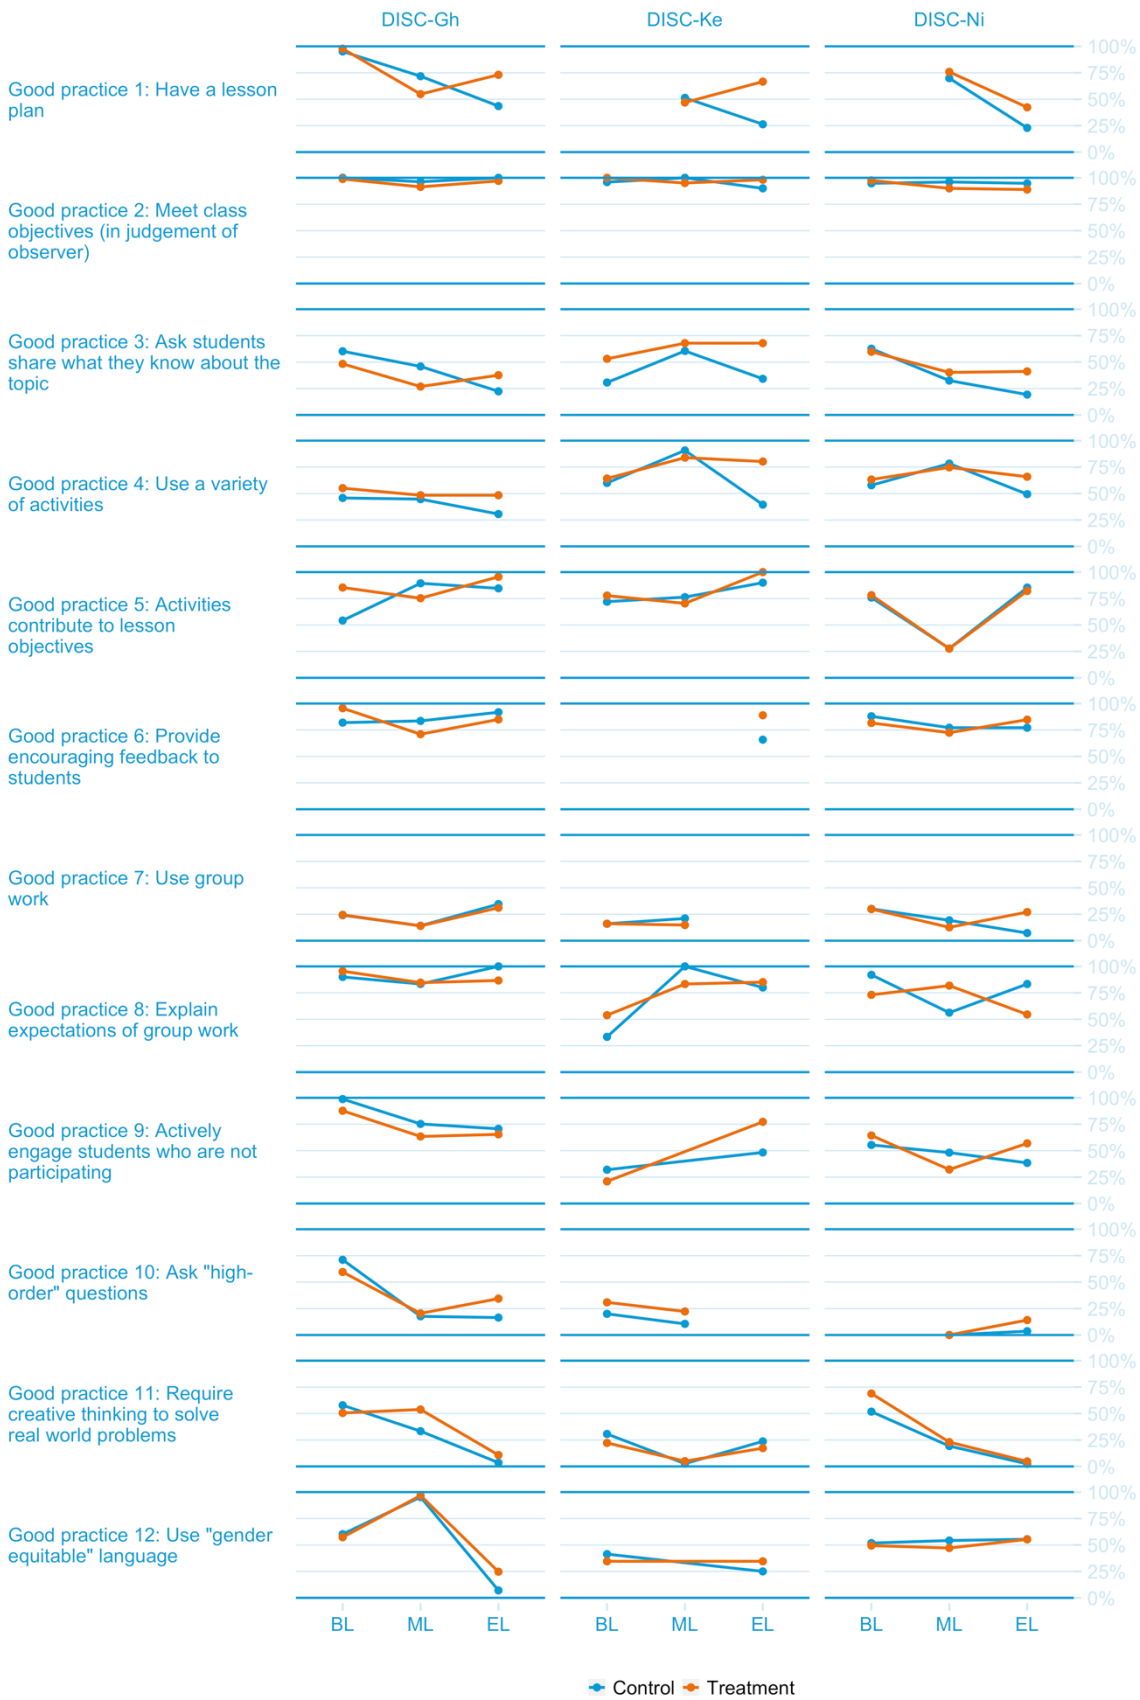 DISC-Gh DISC-Ke DISC-Ni
Good practice 1: Have a lesson
plan
100%
75%
50%
25%
0%
Good practice 2: Meet class
objectives (in judgement of
observer)
100%
75%
50%
25%
0%
Good practice 3: Ask students
share what they know about the
topic
100%
75%
50%
25%
0%
Good practice 4: Use a variety
of activities
100%
75%
50%
25%
0%
Good practice 5: Activities
contribute to lesson
objectives
100%
75%
50%
25%
0%
Good practice 6: Provide
encouraging feedback to
students
100%
75%
50%
25%
0%
Good practice 7: Use group
work
100%
75%
50%
25%
0%
Good practice 8: Explain
expectations of group work
100%
75%
50%
25%
0%
Good practice 9: Actively
engage students who are not
participating
100%
75%
50%
25%
0%
Good practice 10: Ask "high-
order" questions
100%
75%
50%
25%
0%
Good practice 11: Require
creative thinking to solve
real world problems
100%
75%
50%
25%
0%
Good practice 12: Use "gender
equitable" language
100%
75%
50%
25%
0%
BL ML EL BL ML EL BL ML EL
Control Treatment